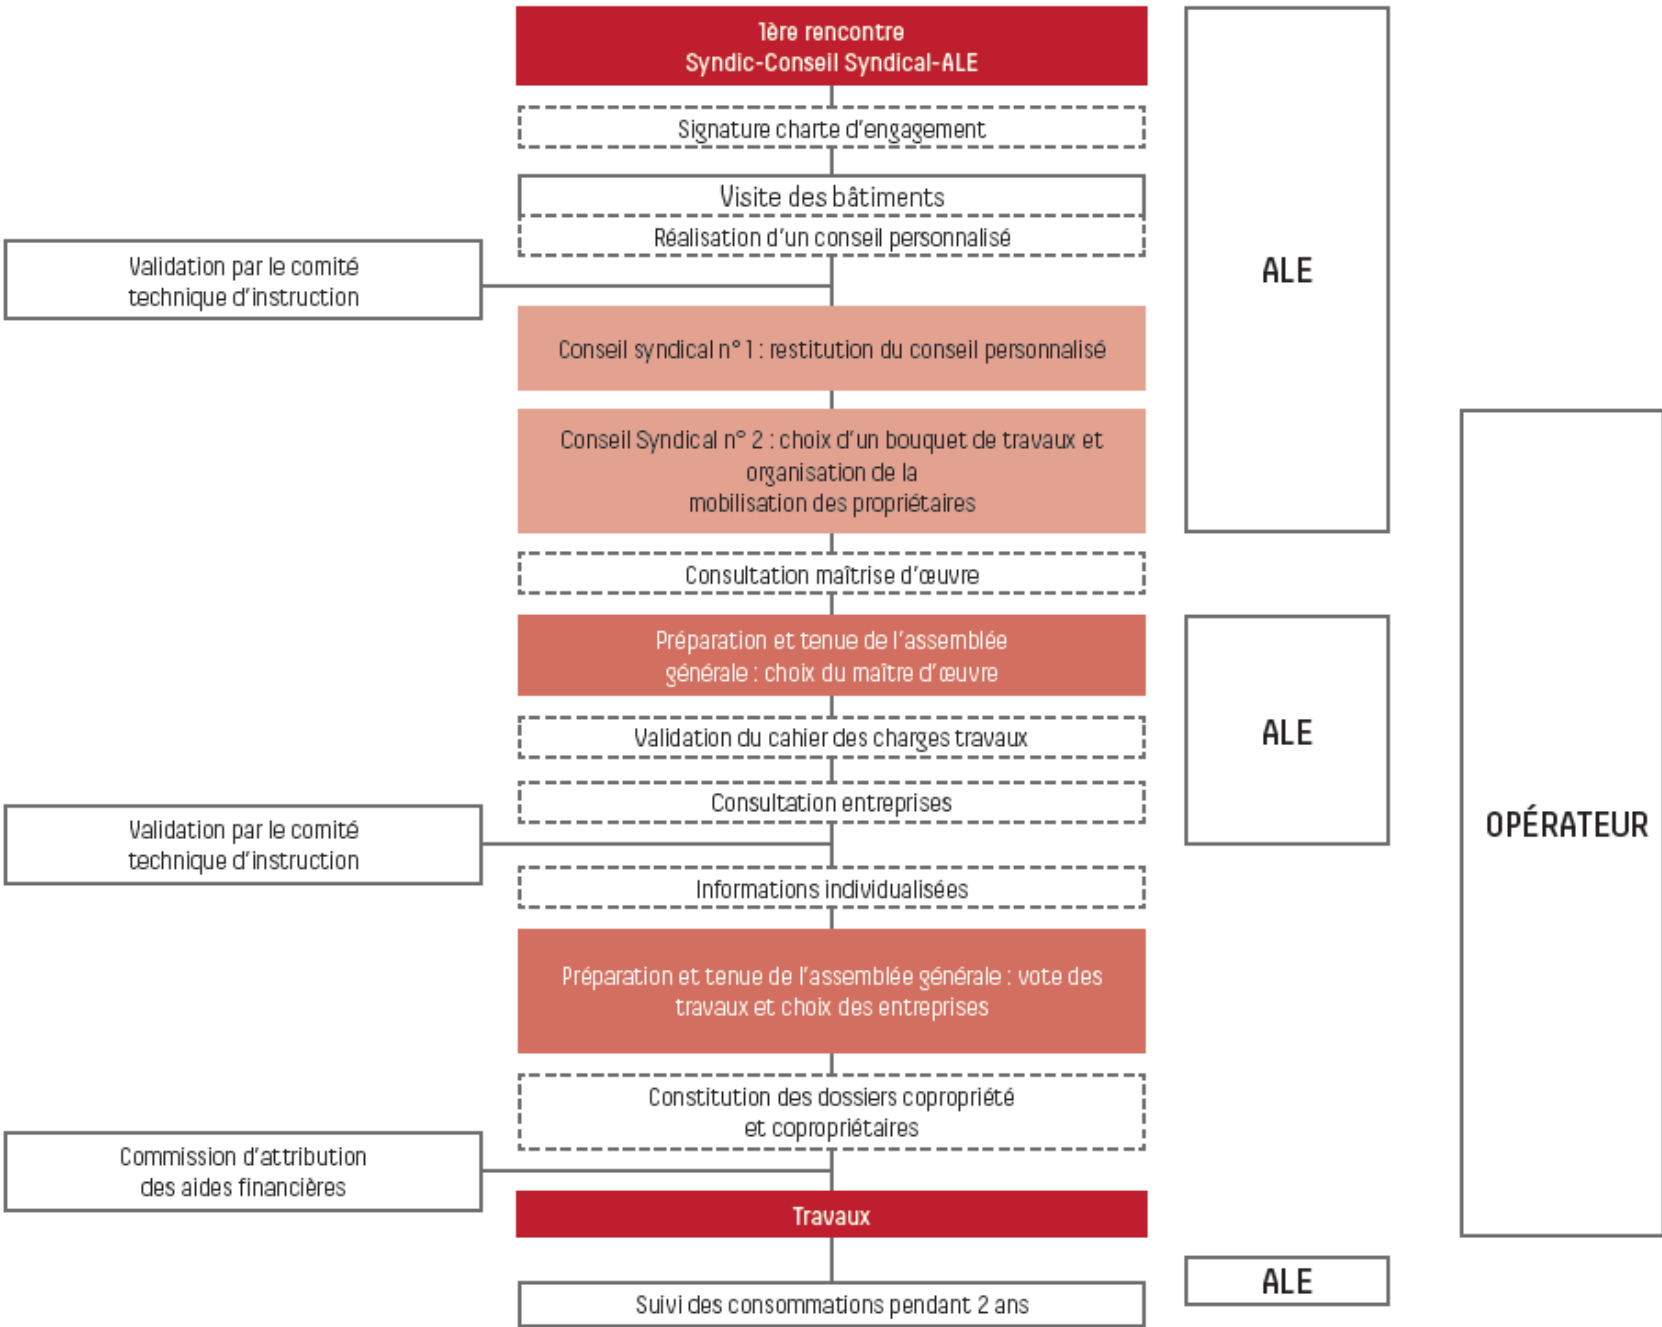 1ère rencontre
Syndic-Conseil Syndical-ALE
Signature charte d'engagement
Visite des bâtiments
Réalisation d'un conseil personnalisé
Validation par le comité
technique d'instruction
ALE
Conseil syndical n° 1 : restitution du conseil personnalisé
Conseil Syndical n° 2 : choix d'un bouquet de travaux et
organisation de la
mobilisation des propriétaires
Consultation maîtrise d'œuvre
Préparation et tenue de l'assemblée
générale : choix du maître d'œuvre
ALE
Validation du cahier des charges travaux
Consultation entreprises
Validation par le comité
technique d'instruction
OPÉRATEUR
Informations individualisées
Préparation et tenue de l'assemblée générale : vote des
travaux et choix des entreprises
Constitution des dossiers copropriété
et copropriétaires
Commission d'attribution
des aides financières
Travaux
ALE
Suivi des consommations pendant 2 ans